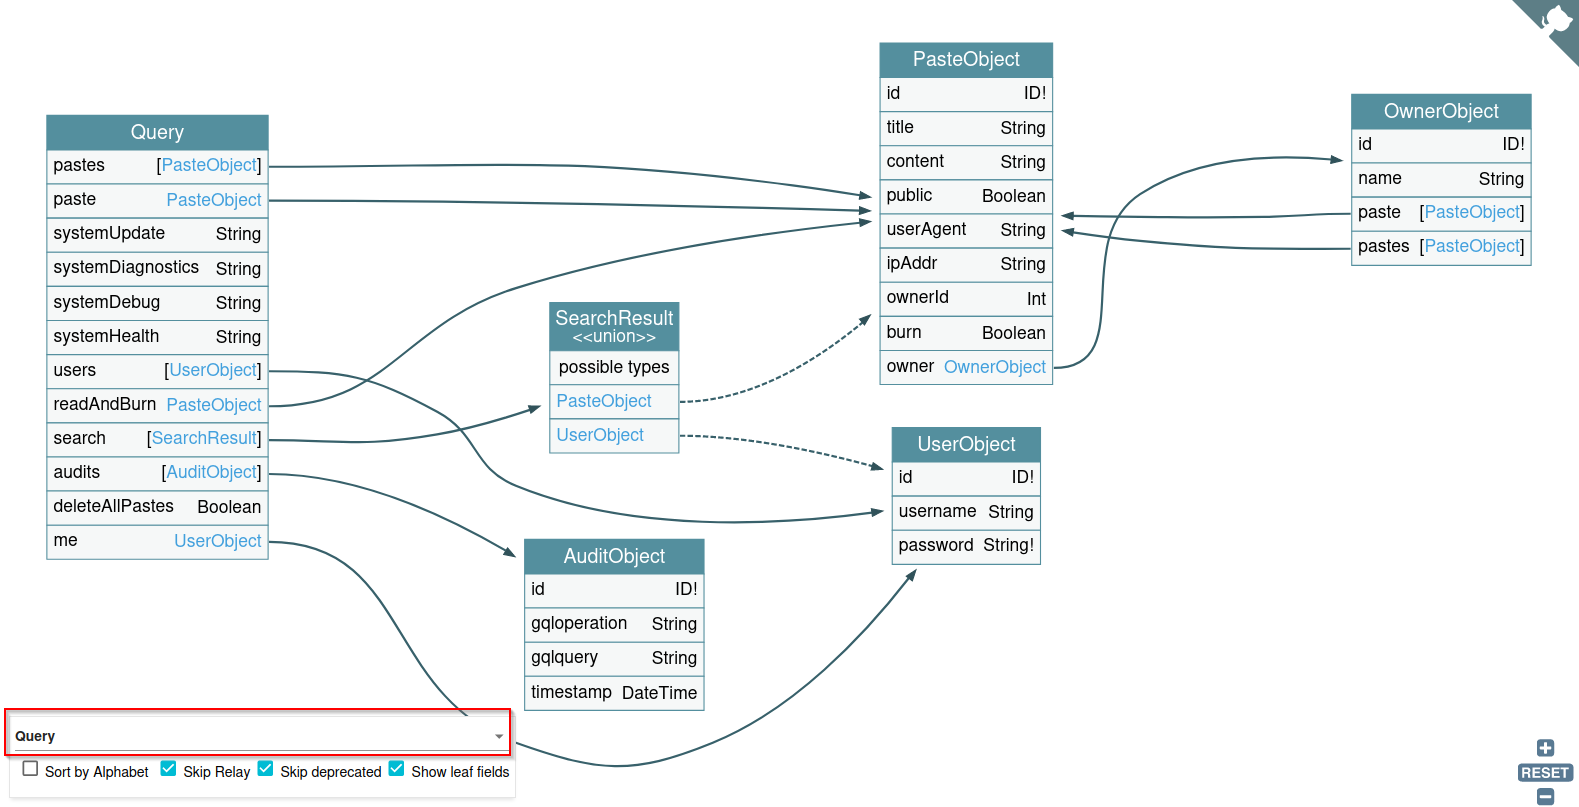 Query
pastes [PasteObject]
paste PasteObject
systemUpdate String
systemDiagnostics String
systemDebug String
systemHealth String
users [UserObject]
readAndBurn PasteObject
search [SearchResult]
audits [AuditObject]
deleteAllPastes Boolean
me UserObject
SearchResult
<<union>>
possible types
PasteObject
UserObject
AuditObject
id ID!
gqloperation String
gqlquery String
timestamp DateTime
PasteObject
id ID!
title String
content String
public Boolean
userAgent String
ipAddr String
ownerId Int
burn Boolean
owner OwnerObject
UserObject
id ID!
username String
password String!
OwnerObject
id ID!
name String
paste [PasteObject]
pastes [PasteObject]
Query
Sort by Alphabet Skip Relay Skip deprecated Show leaf fields
RESET